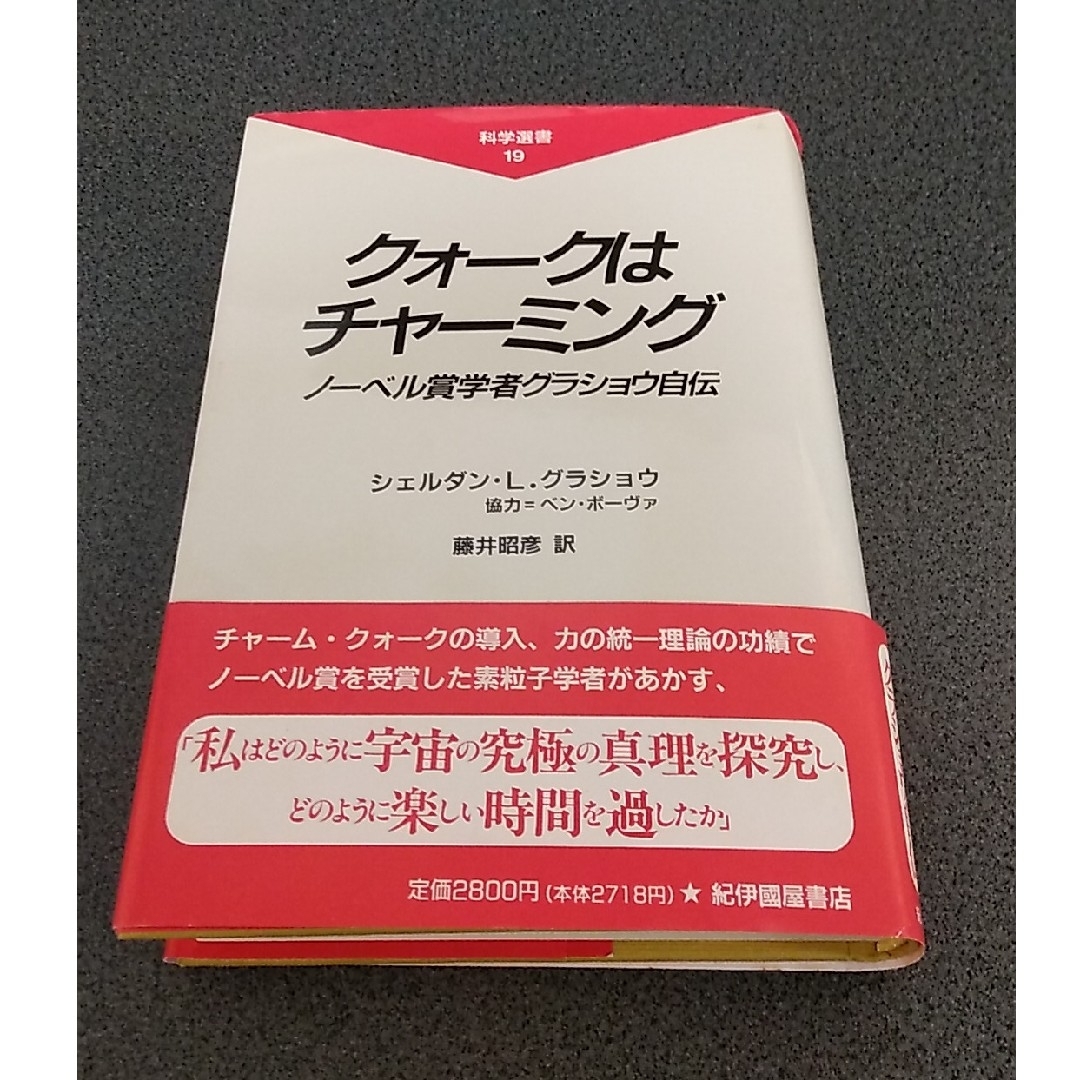 科学選書
19
クォークは
チャーミング
ノーベル賞学者グラショウ自伝
シェルダン・L.グラショウ
協力=ベン・ボーヴァ
藤井昭彦 訳
チャーム・クォークの導入、力の統一理論の功績で
ノーベル賞を受賞した素粒子学者があかす、
「私はどのように宇宙の究極の真理を探究し、
どのように楽しい時間を過したか」
定価2800円(本体2718円)★紀伊國屋書店